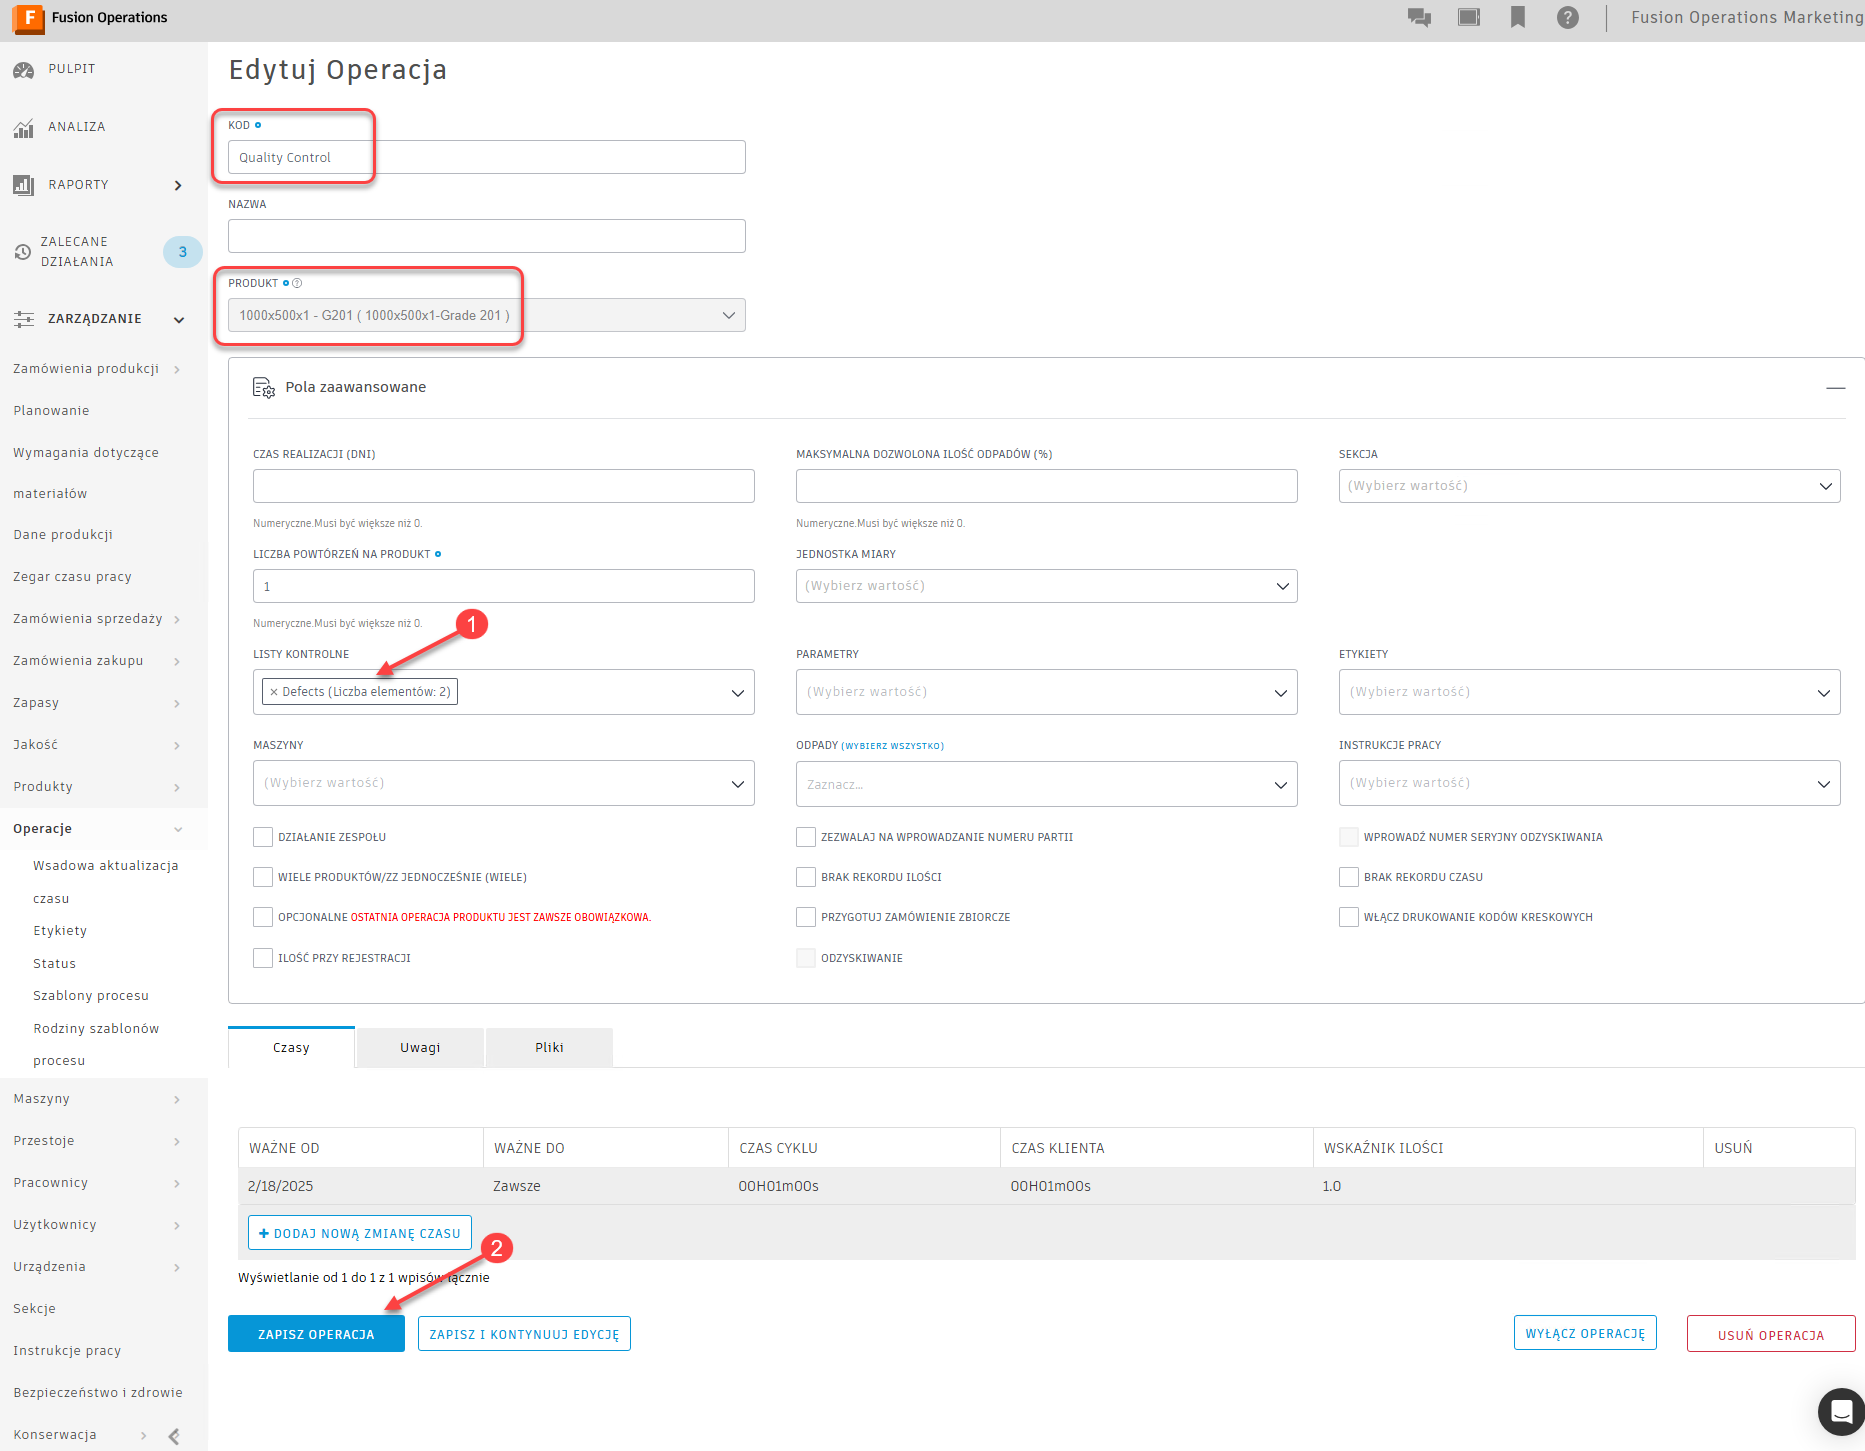 F Fusion Operations
Fusion Operations Marketing
PULPIT
ANALIZA
RAPORTY
ZALECANE
DZIAŁANIA
3
ZARZĄDZANIE
Zamówienia produkcji
Planowanie
Wymagania dotyczące
materiałów
Dane produkcji
Zegar czasu pracy
Zamówienia sprzedaży
Zamówienia zakupu
Zapasy
Jakość
Produkty
Operacje
Wsadowa aktualizacja
czasu
Etykiety
Status
Szablony procesu
Rodziny szablonów
procesu
Maszyny
Przestoje
Pracownicy
Użytkownicy
Urządzenia
Sekcje
Instrukcje pracy
Bezpieczeństwo i zdrowie
Konserwacja
Edytuj Operacja
KOD
Quality Control
NAZWA
PRODUKT ?
1000x500x1 - G201 ( 1000x500x1-Grade 201 )
Pola zaawansowane
CZAS REALIZACJI (DNI)
MAKSYMALNA DOZWOLONA ILOŚĆ ODPADÓW (%)
SEKCJA
(Wybierz wartość)
Numeryczne.Musi być większe niż 0.
Numeryczne.Musi być większe niż 0.
LICZBA POWTÓRZEŃ NA PRODUKT
JEDNOSTKA MIARY
1
(Wybierz wartość)
Numeryczne.Musi być większe niż 0.
1
LISTY KONTROLNE
PARAMETRY
ETYKIETY
× Defects (Liczba elementów: 2)
(Wybierz wartość)
(Wybierz wartość)
MASZYNY
ODPADY (WYBIERZ WSZYSTKO)
INSTRUKCJE PRACY
(Wybierz wartość)
Zaznacz...
(Wybierz wartość)
DZIAŁANIE ZESPOŁU
ZEZWALAJ NA WPROWADZANIE NUMERU PARTII
WPROWADŹ NUMER SERYJNY ODZYSKIWANIA
WIELE PRODUKTÓW/ZZ JEDNOCZEŚNIE (WIELE)
BRAK REKORDU ILOŚCI
BRAK REKORDU CZASU
OPCJONALNE OSTATNIA OPERACJA PRODUKTU JEST ZAWSZE OBOWIĄZKOWA.
PRZYGOTUJ ZAMÓWIENIE ZBIORCZE
WŁĄCZ DRUKOWANIE KODÓW KRESKOWYCH
ILOŚĆ PRZY REJESTRACJI
ODZYSKIWANIE
Czasy
Uwagi
Pliki
WAŻNE OD
WAŻNE DO
CZAS CYKLU
CZAS KLIENTA
WSKAŹNIK ILOŚCI
USUŃ
2/18/2025
Zawsze
00H01m00s
00H01m00s
1.0
+ DODAJ NOWĄ ZMIANĘ CZASU
2
Wyświetlanie od 1 do 1 z 1 wpisów łącznie
ZAPISZ OPERACJA
ZAPISZ I KONTYNUUJ EDYCJĘ
WYŁĄCZ OPERACJĘ
USUŃ OPERACJA